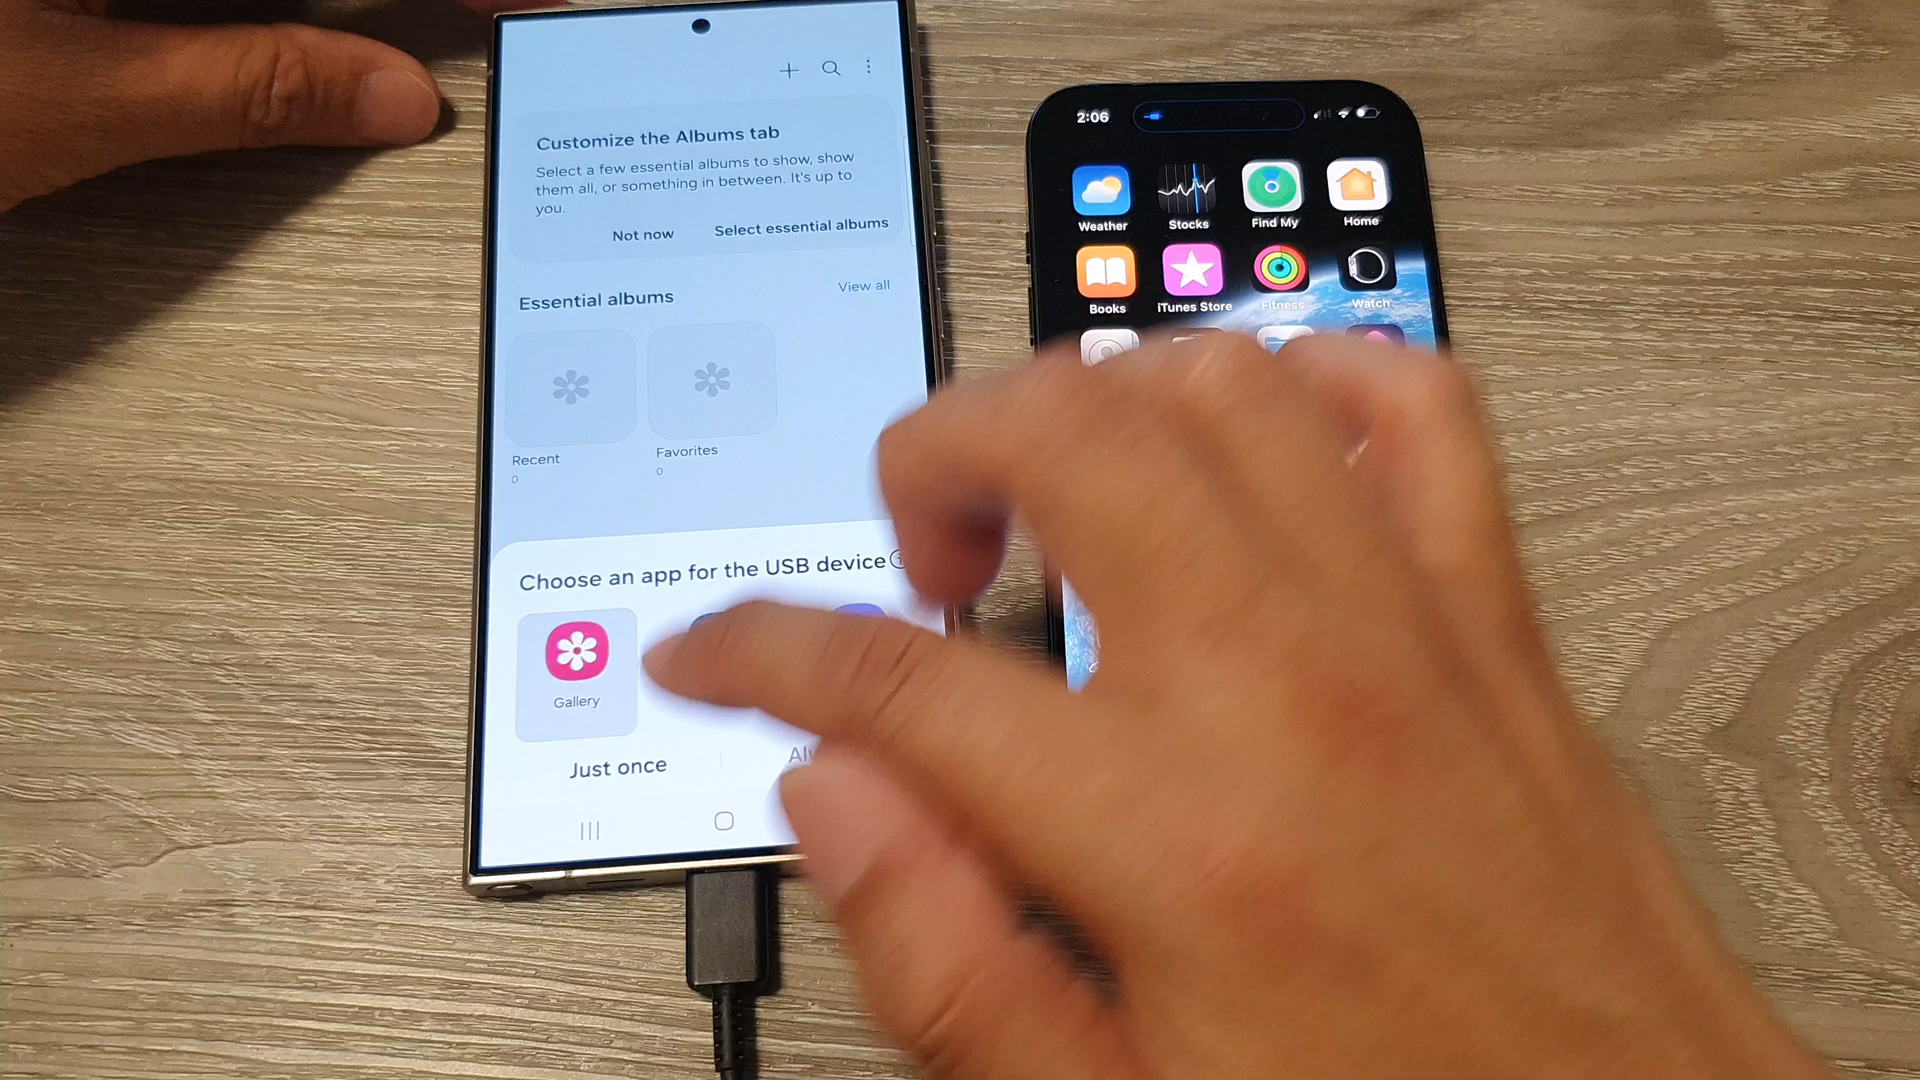 Customize the Albums tab
Select a few essential albums to show, show
them all, or something in between. It's up to
you.
Not now
Select essential albums
Essential albums
View all
Recent
0
Favorites
0
Choose an app for the USB device
Gallery
Just once
2:06
Weather
Stocks
Find My
Home
Books
iTunes Store
Fitness
Watch